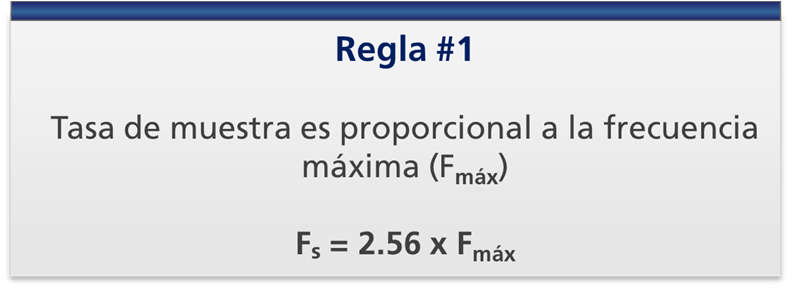 Regla #1
Tasa de muestra es proporcional a la frecuencia
máxima (Fmáx)
Fs = 2.56 x Fmáx